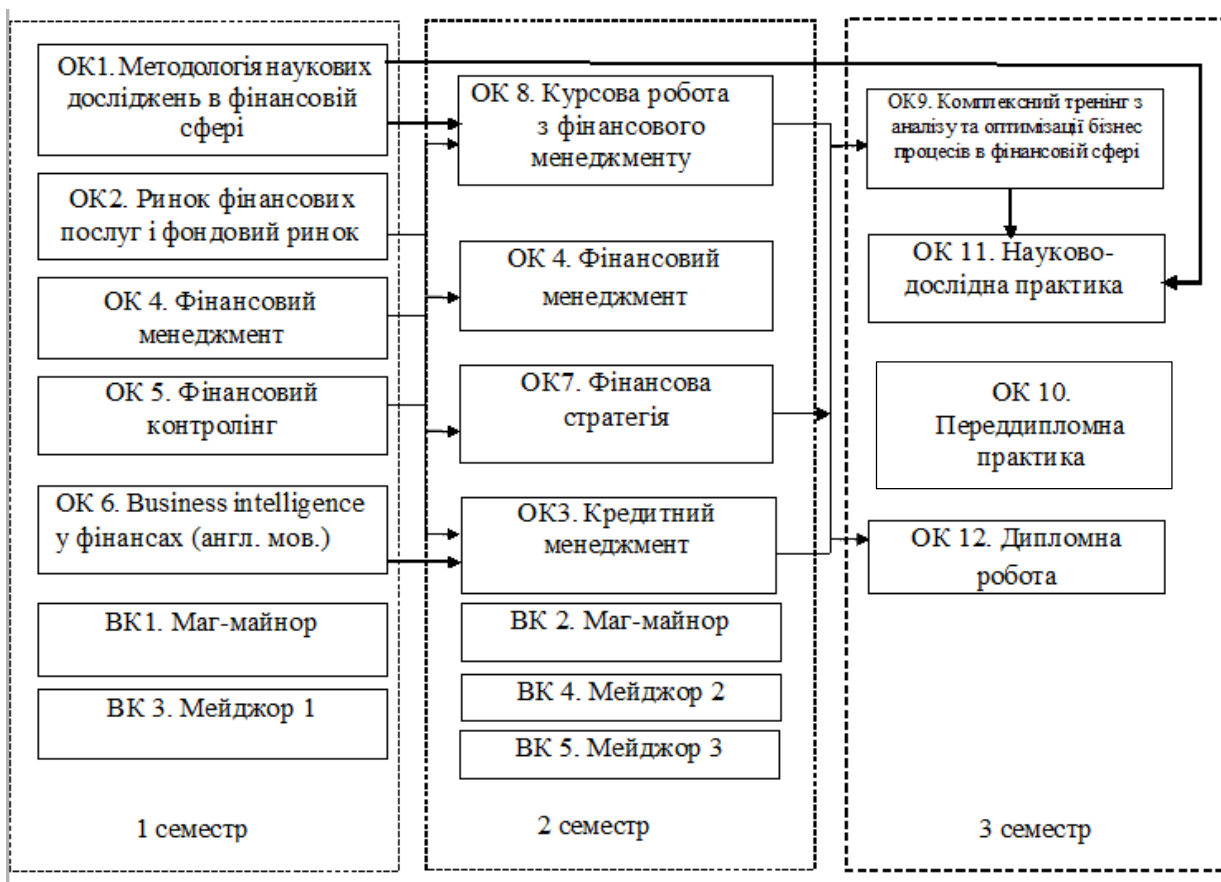 ОК1. Методологія наукових
досліджень в фінансовій
сфері
ОК2. Ринок фінансових
послуг і фондовий ринок
ОК 4. Фінансовий
менеджмент
ОК 5. Фінансовий
контролінг
ОК 6. Business intelligence
у фінансах (англ. мов.)
ВК1. Маг-майнор
ВК 3. Мейджор 1
1 семестр
ОК 8. Курсова робота
з фінансового
менеджменту
ОК 4. Фінансовий
менеджмент
ОК7. Фінансова
стратегія
ОК3. Кредитний
менеджмент
ВК 2. Маг-майнор
ВК 4. Мейджор 2
ВК 5. Мейджор 3
2 семестр
ОК9. Комплексний тренінг з
аналізу та оптимізації бізнес
процесів в фінансовій сфері
ОК 11. Науково-
дослідна практика
ОК 10.
Переддипломна
практика
ОК 12. Дипломна
робота
3 семестр